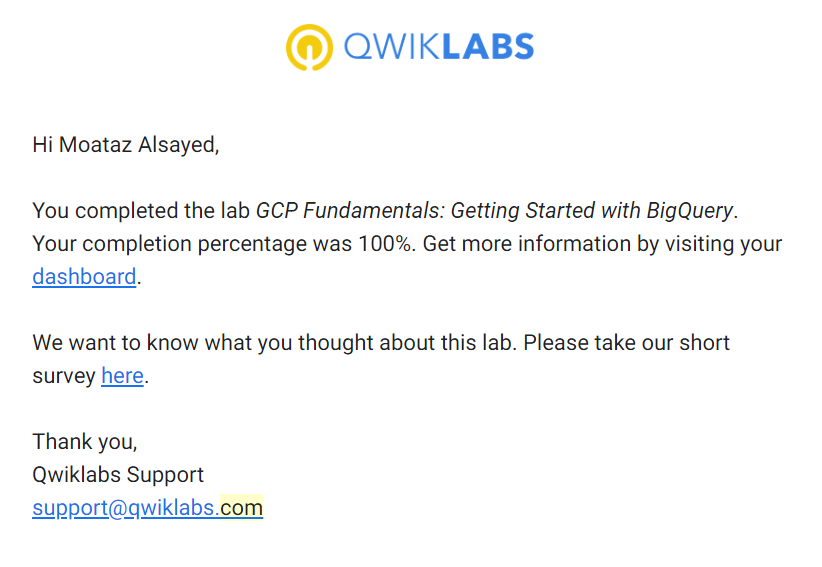 QWIKLABS
Hi Moataz Alsayed,
You completed the lab GCP Fundamentals: Getting Started with BigQuery.
Your completion percentage was 100%. Get more information by visiting your
dashboard.
We want to know what you thought about this lab. Please take our short
survey here.
Thank you,
Qwiklabs Support
support@qwiklabs.com